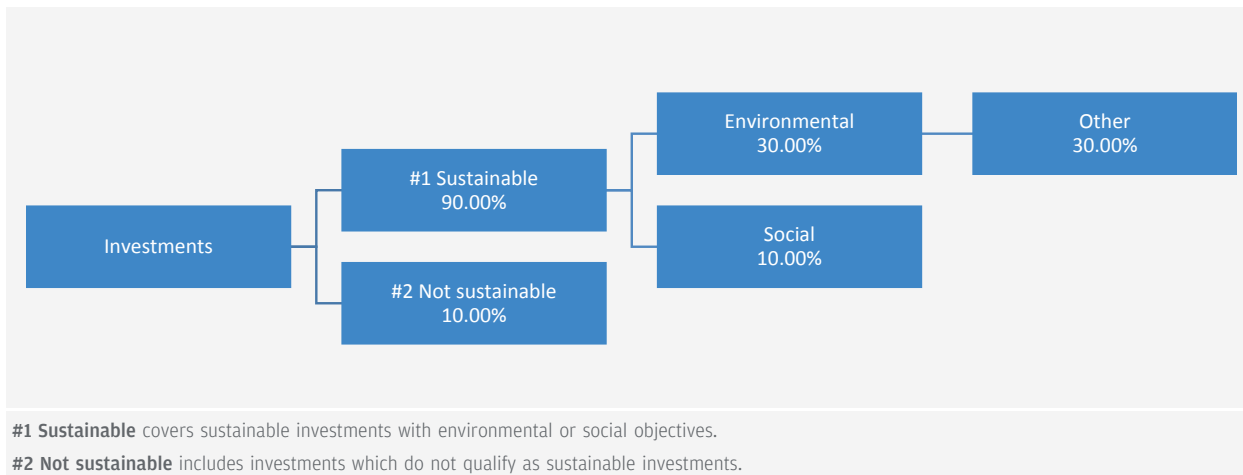 Investments
#1 Sustainable
90.00%
#2 Not sustainable
10.00%
Environmental
30.00%
Social
10.00%
Other
30.00%
#1 Sustainable covers sustainable investments with environmental or social objectives.
#2 Not sustainable includes investments which do not qualify as sustainable investments.